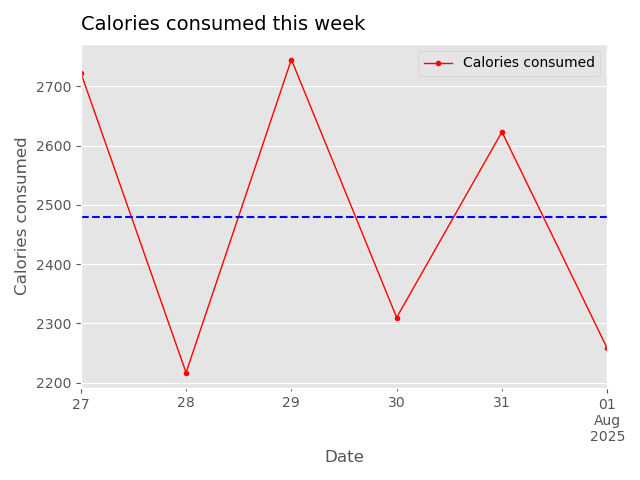 Calories consumed this week
Calories consumed
2700
2600
2500
2400
2300
2200
Calories consumed
27
28
29
30
31
01
Aug
2025
Date